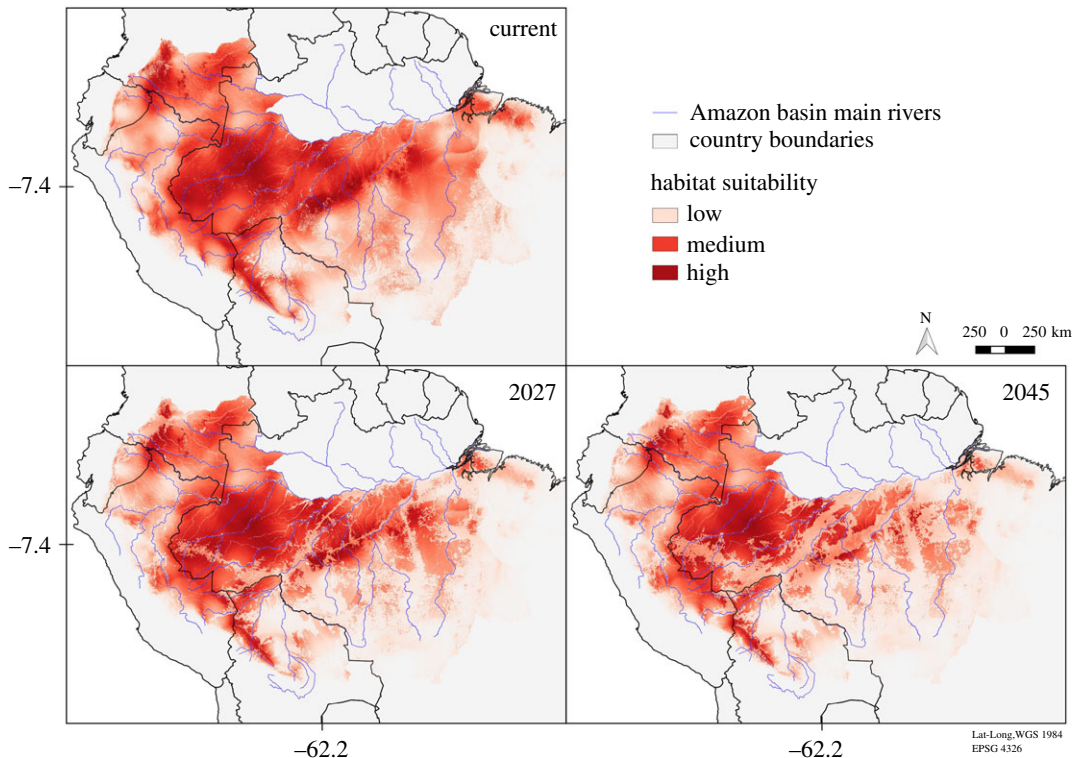 current
Amazon basin main rivers
country boundaries
−7.4
habitat suitability
low
medium
high
N
250 0 250 km
2027
2045
−7.4
−62.2
−62.2
Lat-Long,WGS 1984
EPSG 4326